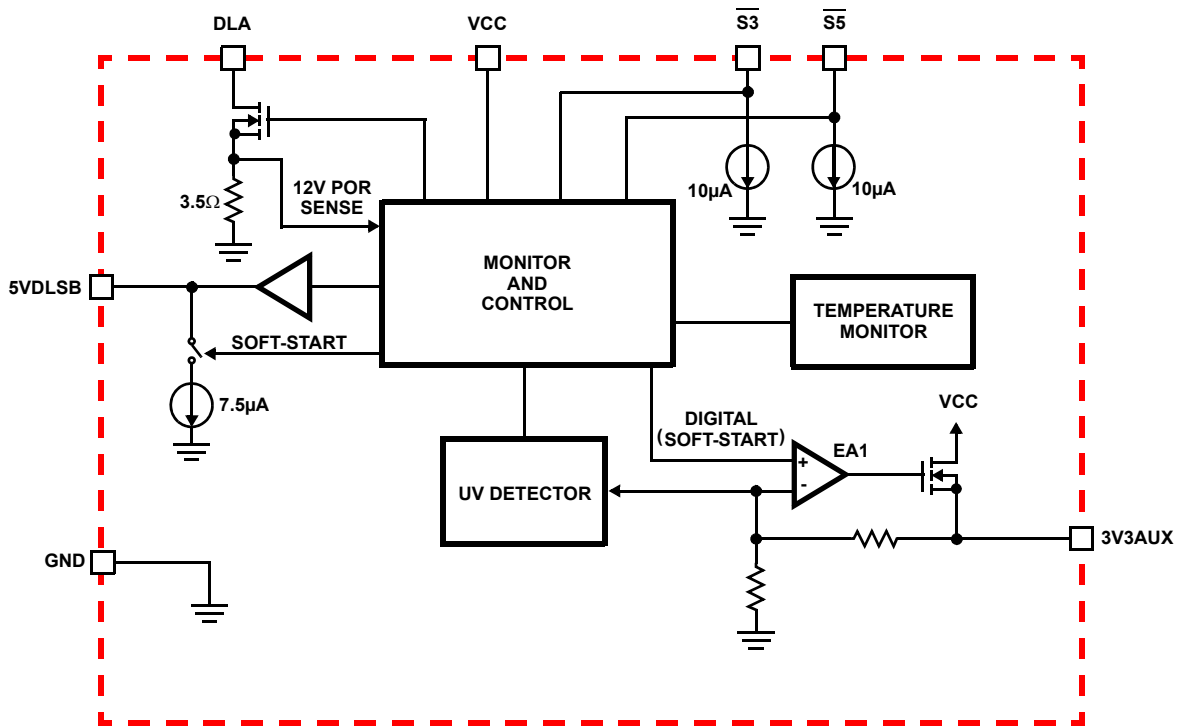 DLA
VCC
S3
S5
3.5Ω
12V POR
SENSE
10µA
10µA
5VDLSB
MONITOR
AND
CONTROL
TEMPERATURE
MONITOR
SOFT-START
7.5µA
VCC
DIGITAL
(SOFT-START)
EA1
+
-
UV DETECTOR
3V3AUX
GND